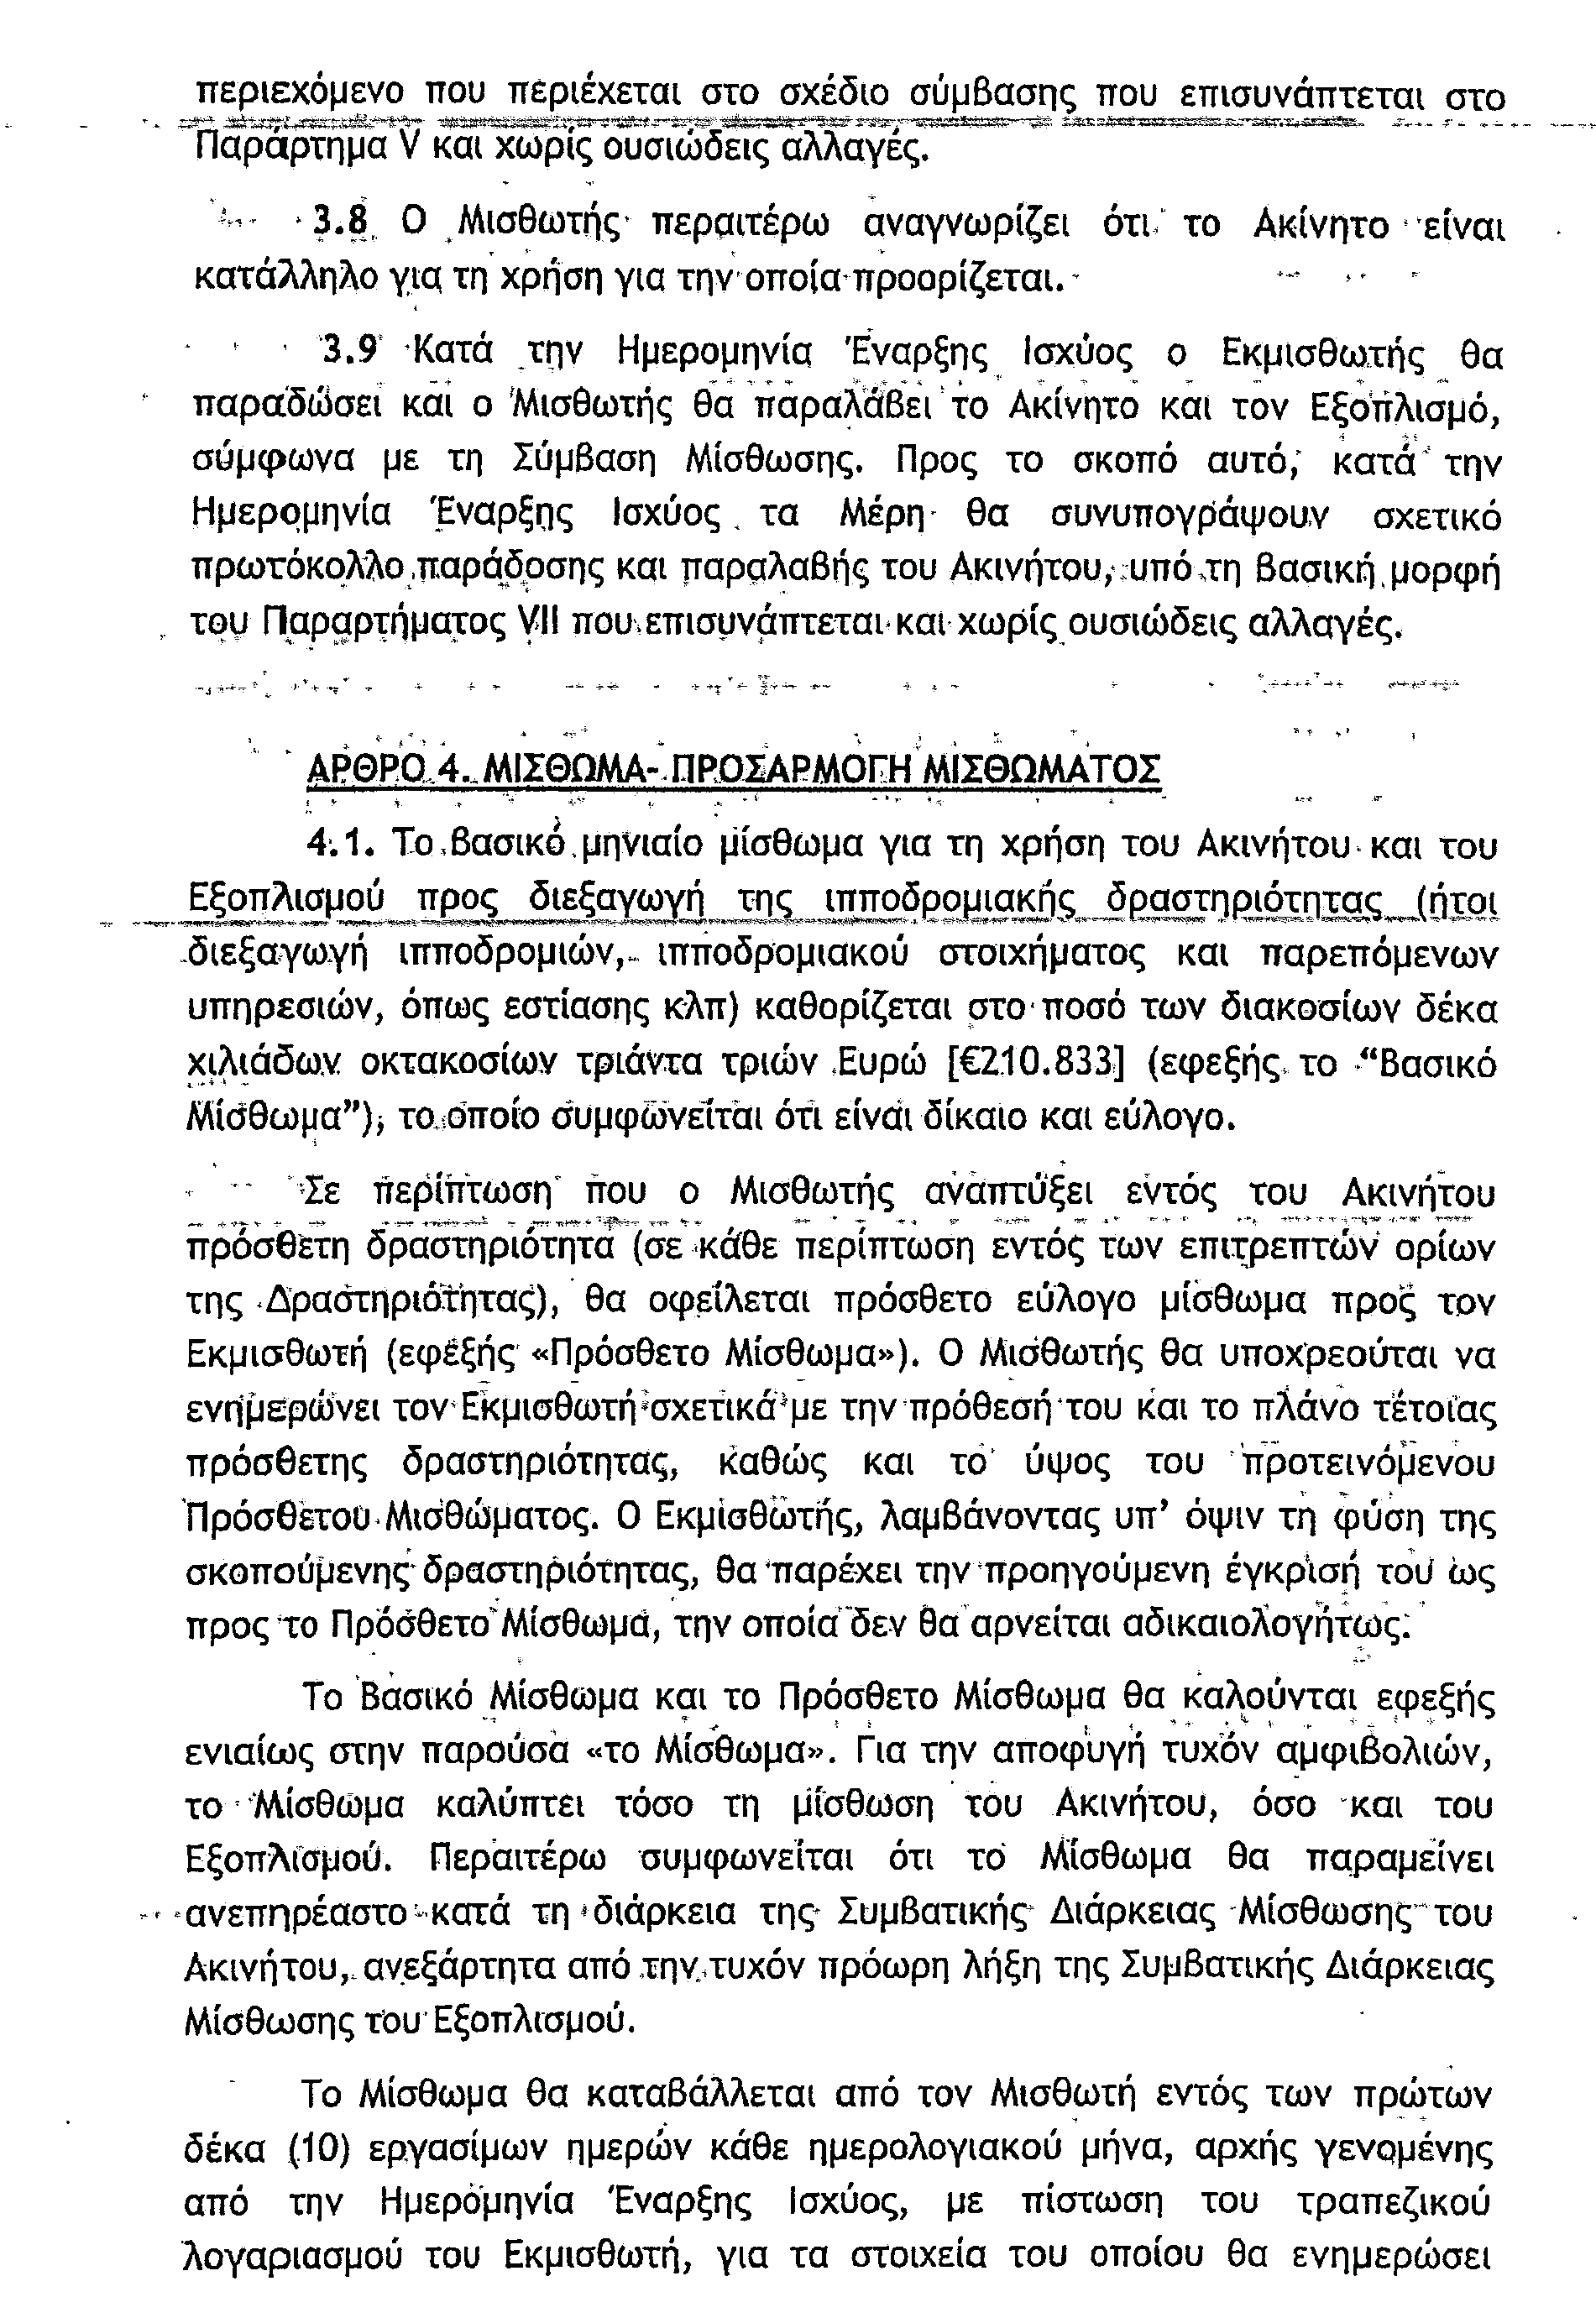 περιεχόμενο που περιέχεται στο σχέδιο σύμβασης που επισυνάπτεται στο
Παράρτημα V και χωρίς ουσιώδεις αλλαγές.
3.8 Ο Μισθωτής περαιτέρω αναγνωρίζει ότι το Ακίνητο είναι
κατάλληλο για τη χρήση για την οποία προορίζεται.
3.9 Κατά την Ημερομηνία Έναρξης Ισχύος ο Εκμισθωτής θα
παραδώσει και ο Μισθωτής θα παραλάβει το Ακίνητο και τον Εξοπλισμό,
σύμφωνα με τη Σύμβαση Μίσθωσης. Προς το σκοπό αυτό, κατά την
Ημερομηνία Έναρξης Ισχύος τα Μέρη θα συνυπογράψουν σχετικό
πρωτόκολλο παράδοσης και παραλαβής του Ακινήτου, υπό τη βασική μορφή
του Παραρτήματος VII που επισυνάπτεται και χωρίς ουσιώδεις αλλαγές.
ΑΡΘΡΟ 4. ΜΙΣΘΩΜΑ- ΠΡΟΣΑΡΜΟΓΗ ΜΙΣΘΩΜΑΤΟΣ
4.1. Το βασικό μηνιαίο μίσθωμα για τη χρήση του Ακινήτου και του
Εξοπλισμού προς διεξαγωγή της ιπποδρομιακής δραστηριότητας (ήτοι
διεξαγωγή ιπποδρομιών, ιπποδρομιακού στοιχήματος και παρεπόμενων
υπηρεσιών, όπως εστίασης κλπ) καθορίζεται στο ποσό των διακοσίων δέκα
χιλιάδων οκτακοσίων τριάντα τριών Ευρώ [€210.833] (εφεξής το "Βασικό
Μίσθωμα"), το οποίο συμφωνείται ότι είναι δίκαιο και εύλογο.
Σε περίπτωση που ο Μισθωτής αναπτύξει εντός του Ακινήτου
πρόσθετη δραστηριότητα (σε κάθε περίπτωση εντός των επιτρεπτών ορίων
της Δραστηριότητας), θα οφείλεται πρόσθετο εύλογο μίσθωμα προς τον
Εκμισθωτή (εφεξής «Πρόσθετο Μίσθωμα»). Ο Μισθωτής θα υποχρεούται να
ενημερώνει τον Εκμισθωτή σχετικά με την πρόθεσή του και το πλάνο τέτοιας
πρόσθετης δραστηριότητας, καθώς και το ύψος του προτεινόμενου
Πρόσθετου Μισθώματος. Ο Εκμισθωτής, λαμβάνοντας υπ' όψιν τη φύση της
σκοπούμενης δραστηριότητας, θα παρέχει την προηγούμενη έγκρισή του ως
προς το Πρόσθετο Μίσθωμα, την οποία δεν θα αρνείται αδικαιολογήτως.
Το Βασικό Μίσθωμα και το Πρόσθετο Μίσθωμα θα καλούνται εφεξής
ενιαίως στην παρούσα «το Μίσθωμα». Για την αποφυγή τυχόν αμφιβολιών,
το Μίσθωμα καλύπτει τόσο τη μίσθωση του Ακινήτου, όσο και του
Εξοπλισμού. Περαιτέρω συμφωνείται ότι το Μίσθωμα θα παραμείνει
ανεπηρέαστο κατά τη διάρκεια της Συμβατικής Διάρκειας Μίσθωσης του
Ακινήτου, ανεξάρτητα από την τυχόν πρόωρη λήξη της Συμβατικής Διάρκειας
Μίσθωσης του Εξοπλισμού.
Το Μίσθωμα θα καταβάλλεται από τον Μισθωτή εντός των πρώτων
δέκα (10) εργασίμων ημερών κάθε ημερολογιακού μήνα, αρχής γενομένης
από την Ημερομηνία Έναρξης Ισχύος, με πίστωση του τραπεζικού
λογαριασμού του Εκμισθωτή, για τα στοιχεία του οποίου θα ενημερώσει